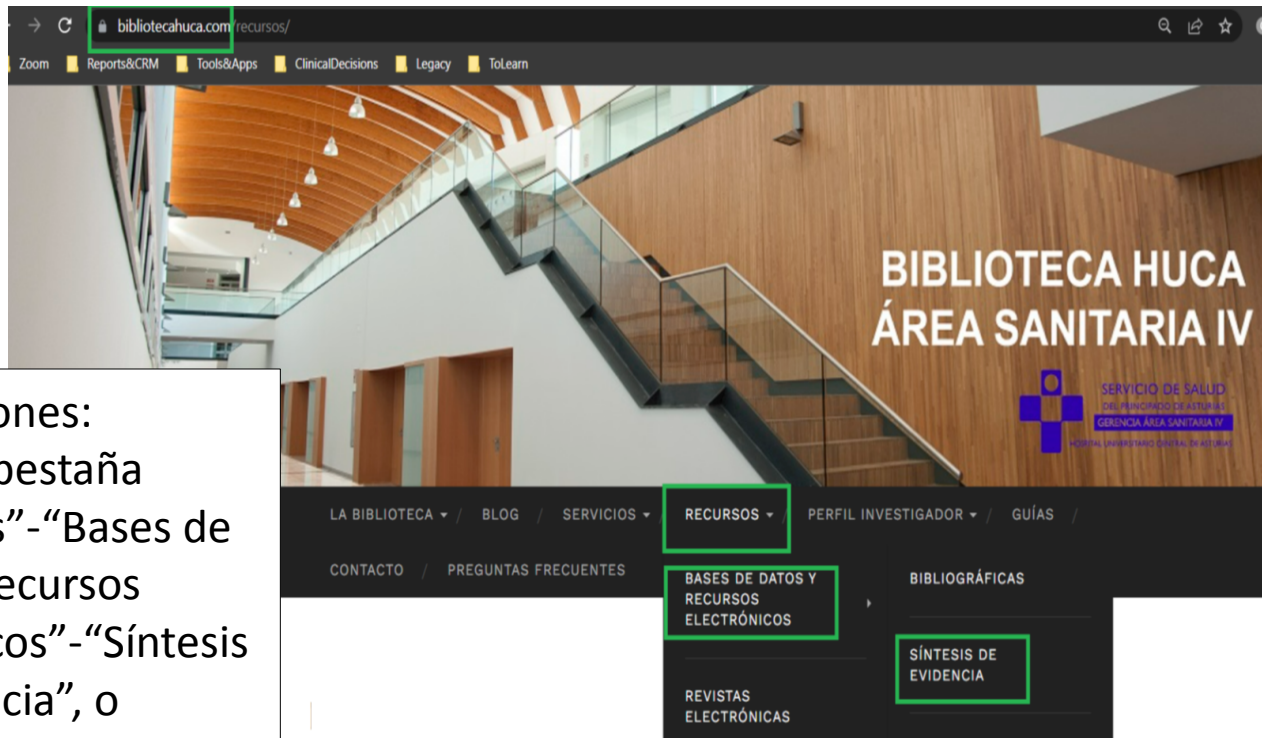 bibliotecahuca.com/recursos/
Zoom Reports&CRM Tools&Apps ClinicalDecisions Legacy ToLearn
BIBLIOTECA HUCA
ÁREA SANITARIA IV
SERVICIO DE SALUD
DEL PRINCIPADO DE ASTURIAS
GERENCIA ÁREA SANITARIA IV
HOSPITAL UNIVERSITARIO CENTRAL DE ASTURIAS
ones:
pestaña
s”-“Bases de
ecursos
cos”-“Síntesis
cia”, o
LA BIBLIOTECA / BLOG / SERVICIOS / RECURSOS / PERFIL INVESTIGADOR / GUÍAS /
CONTACTO / PREGUNTAS FRECUENTES
BASES DE DATOS Y
RECURSOS
ELECTRÓNICOS
REVISTAS
ELECTRÓNICAS
BIBLIOGRÁFICAS
SÍNTESIS DE
EVIDENCIA